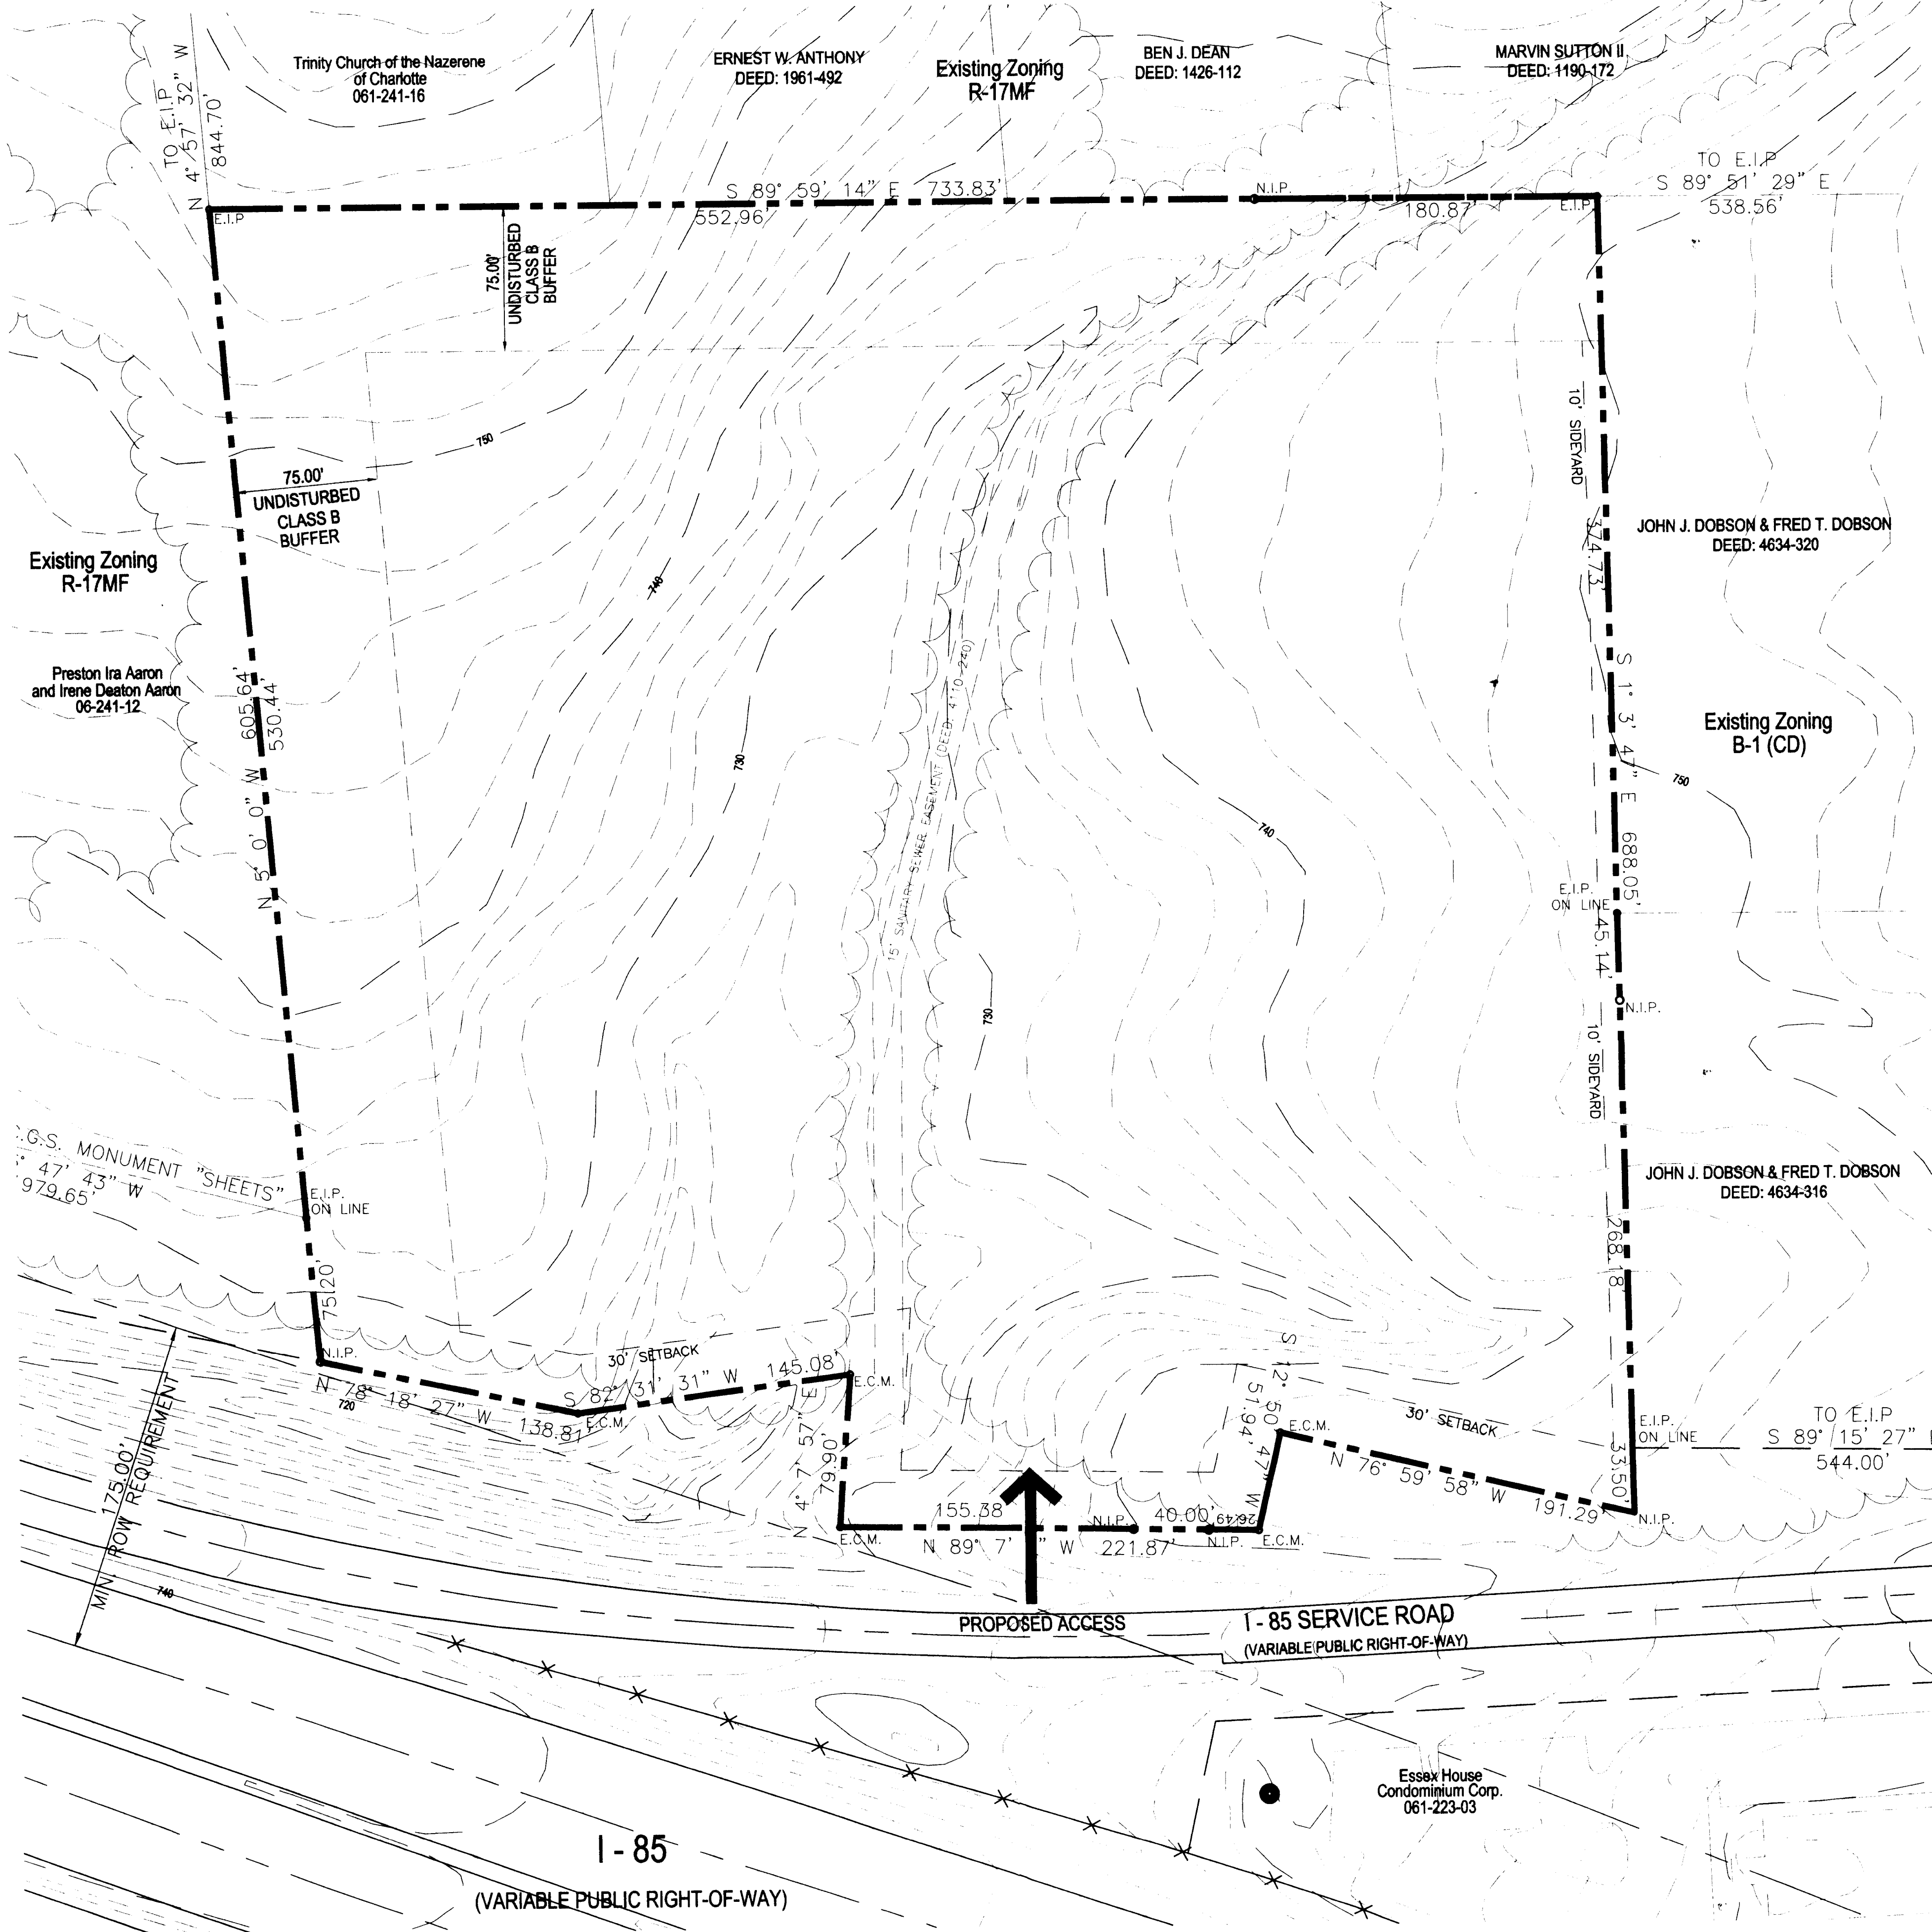 TO E.I.P
N 4° 57' 32" W
844.70'
Trinity Church of the Nazerene
of Charlotte
061-241-16
ERNEST W. ANTHONY
DEED: 1961-492
Existing Zoning
R-17MF
BEN J. DEAN
DEED: 1426-112
MARVIN SUTTON II
DEED: 1190-172
TO E.I.P
S 89° 51' 29" E
538.56'
S 89° 59' 14" E 733.83'
552.96'
N.I.P.
180.87'
E.I.P.
E.I.P
75.00'
UNDISTURBED
CLASS B
BUFFER
750
75.00'
UNDISTURBED
CLASS B
BUFFER
10' SIDEYARD
374.73'
JOHN J. DOBSON & FRED T. DOBSON
DEED: 4634-320
Existing Zoning
R-17MF
740
Preston Ira Aaron
and Irene Deaton Aaron
06-241-12
N 5° 0' 0" W 605.64'
530.44'
730
15' SANITARY SEWER EASEMENT (DEED: 4110-240)
740
S 1° 3' 47" E 688.05'
Existing Zoning
B-1 (CD)
750
E.I.P.
ON LINE
45.14'
N.I.P.
730
10' SIDEYARD
.G.S. MONUMENT "SHEETS"
47' 43" W
979.65'
E.I.P.
ON LINE
JOHN J. DOBSON & FRED T. DOBSON
DEED: 4634-316
268.18'
75.20'
N.I.P.
N 78° 18' 27" W 138.81'
720
30' SETBACK
S 82° 31' 31" W 145.08'
E.C.M.
E.C.M.
N 4° 7' 57" E
79.90'
S 12° 50' 47" W
51.94'
E.C.M.
30' SETBACK
N 76° 59' 58" W 191.29'
33.50'
E.I.P.
ON LINE
TO E.I.P
S 89° 15' 27"
544.00'
N.I.P.
MIN. ROW REQUIREMENT
175.00'
155.38'
N.I.P.
40.00'
26.49
E.C.M.
N 89° 7' " W 221.87'
N.I.P.
E.C.M.
740
PROPOSED ACCESS
I - 85 SERVICE ROAD
(VARIABLE PUBLIC RIGHT-OF-WAY)
Essex House
Condominium Corp.
061-223-03
I - 85
(VARIABLE PUBLIC RIGHT-OF-WAY)